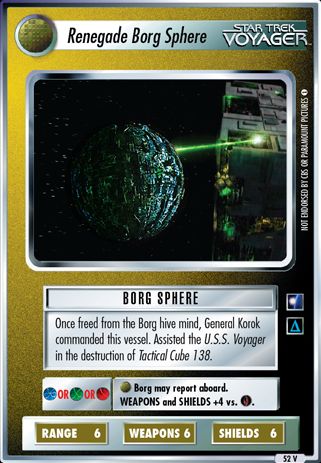 Renegade Borg Sphere
STAR TREK
VOYAGER
NOT ENDORSED BY CBS OR PARAMOUNT PICTURES
BORG SPHERE
Once freed from the Borg hive mind, General Korok
commanded this vessel. Assisted the U.S.S. Voyager
in the destruction of Tactical Cube 138.
OR OR
Borg may report aboard.
WEAPONS and SHIELDS +4 vs. .
RANGE 6 WEAPONS 6 SHIELDS 6
52 V